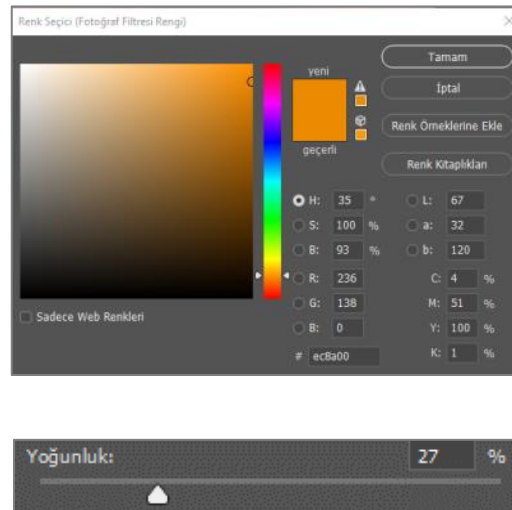 Renk Seçici (Fotoğraf Filtresi Rengi)
yeni
geçerli
Tamam
İptal
Renk Örneklerine Ekle
Renk Kitaplıkları
H: 35 °
S: 100 %
B: 93 %
R: 236
G: 138
B: 0
# ec8a00
L: 67
a: 32
b: 120
C: 4 %
M: 51 %
Y: 100 %
K: 1 %
Sadece Web Renkleri
Yoğunluk: 27 %